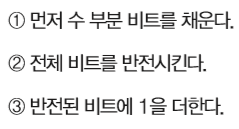 ① 먼저 수 부분 비트를 채운다.
② 전체 비트를 반전시킨다.
③ 반전된 비트에 1을 더한다.